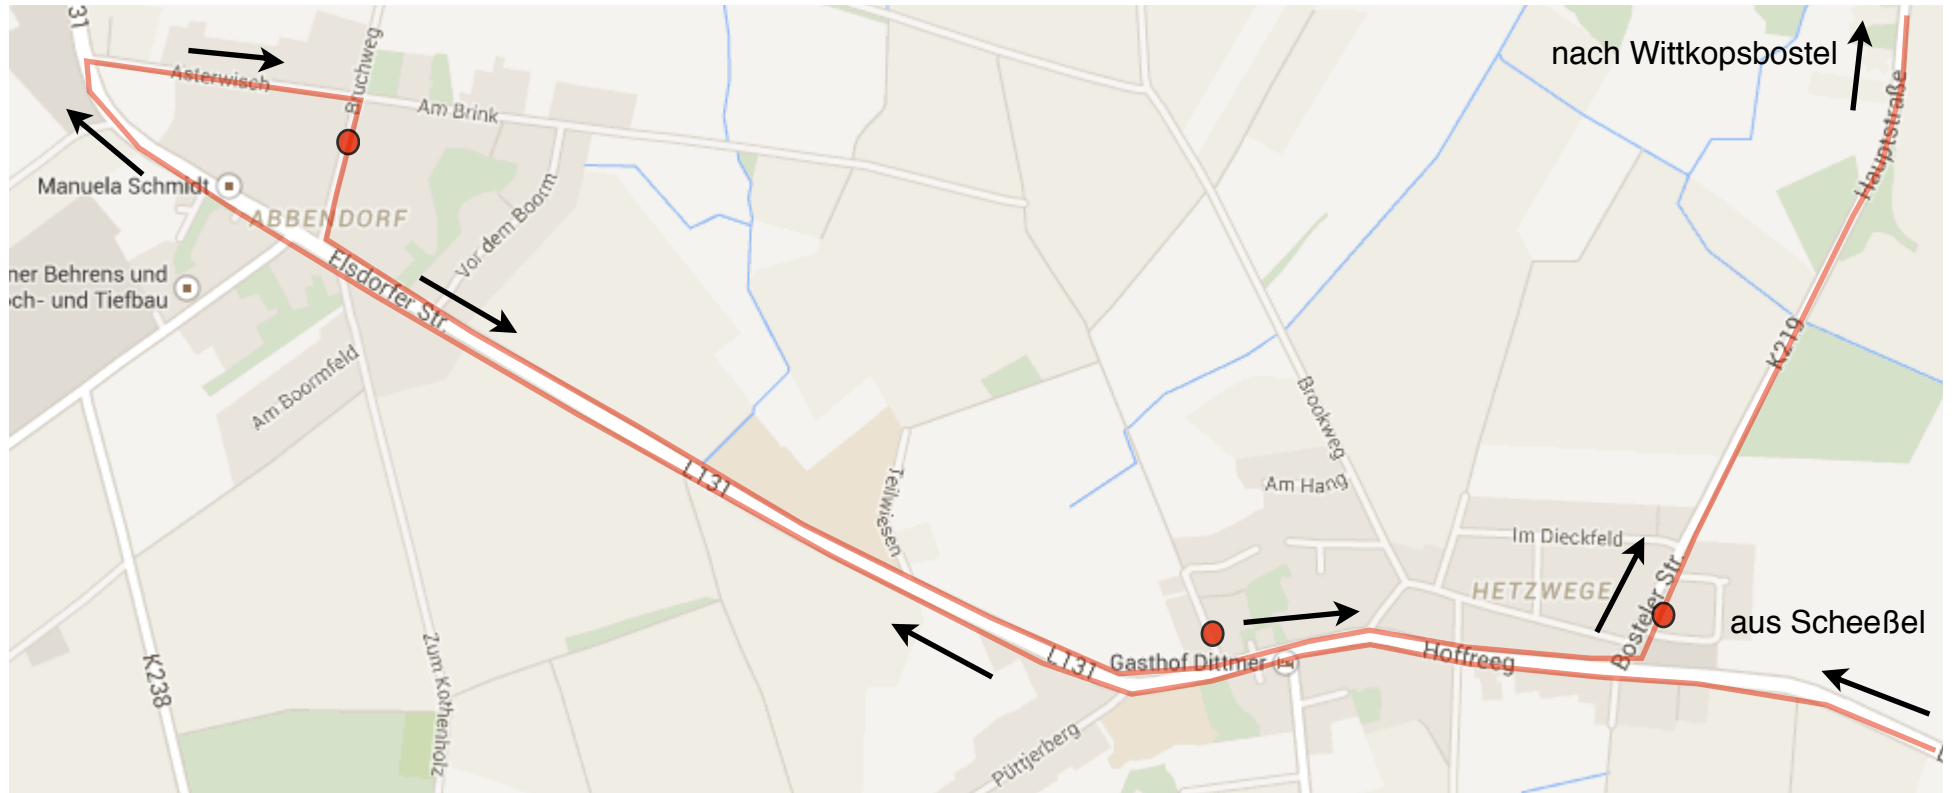 31
Asterwisch
Bruchweg
Am Brink
nach Wittkopsbostel
Hauptstraße
Manuela Schmidt
ABBENDORF
Vor dem Boorm
ner Behrens und
och- und Tiefbau
Elsdorfer Str.
Am Boormfeld
K219
Brookweg
L131
Teilwiesen
Am Hang
Im Dieckfeld
HETZWEGE
Bosteler Str.
aus Scheeßel
K238
Zum Kothenholz
L131
Gasthof Dittmer
Hoffreeg
Püttjerberg